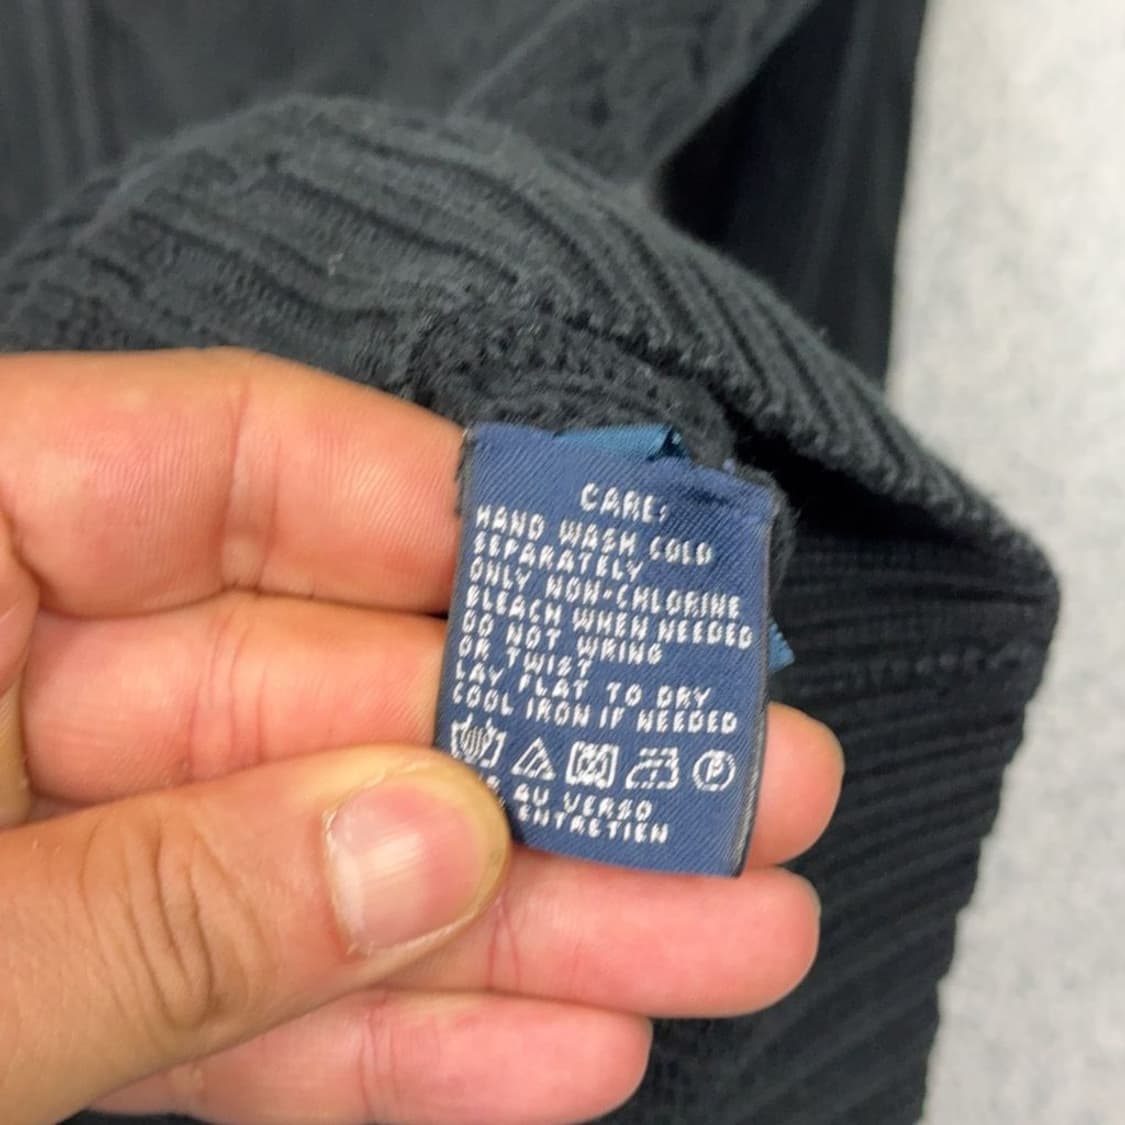 CARE:
HAND WASH COLD
SEPARATELY
ONLY NON-CHLORINE
BLEACH WHEN NEEDED
DO NOT WRING
OR TWIST
LAY FLAT TO DRY
COOL IRON IF NEEDED
P
AU VERSO
ENTRETIEN